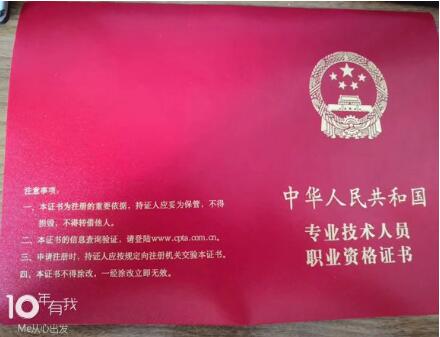 注意事项：
一、本证书为注册的重要依据，持证人应妥为保管，不得
损毁，不得转借他人。
二、本证书的信息查询验证，请登陆www.cpta.com.cn。
三、申请注册时，持证人应按规定向注册机关交验本证书。
四、本证书不得涂改，一经涂改立即无效。
中华人民共和国
专业技术人员
职业资格证书
10年有我
Me从心出发